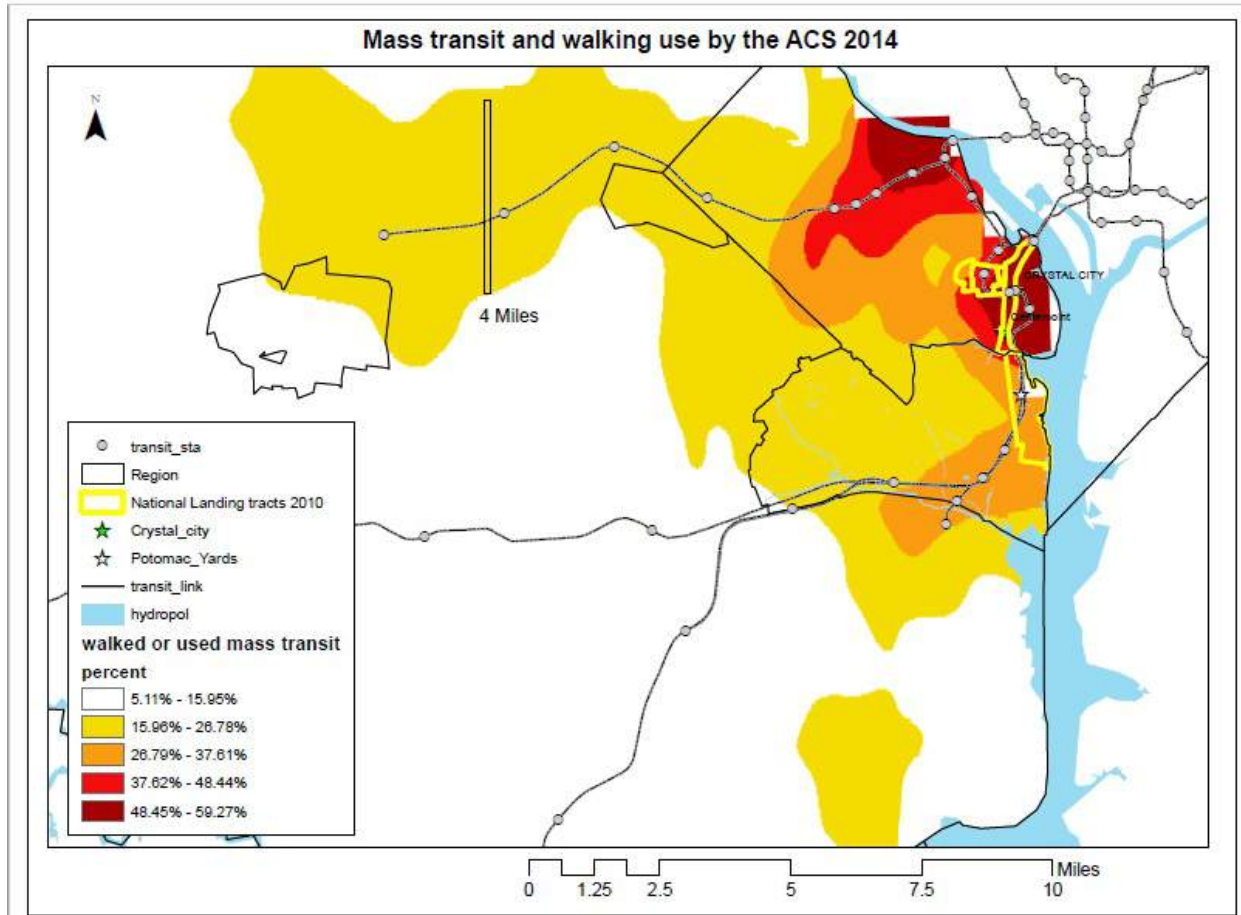 Mass transit and walking use by the ACS 2014
N
4 Miles
CRYSTAL CITY
transit_sta
Region
National Landing tracts 2010
Crystal_city
Potomac_Yards
transit_link
hydropol
walked or used mass transit
percent
5.11% - 15.95%
15.96% - 26.78%
26.79% - 37.61%
37.62% - 48.44%
48.45% - 59.27%
Miles
0 1.25 2.5 5 7.5 10